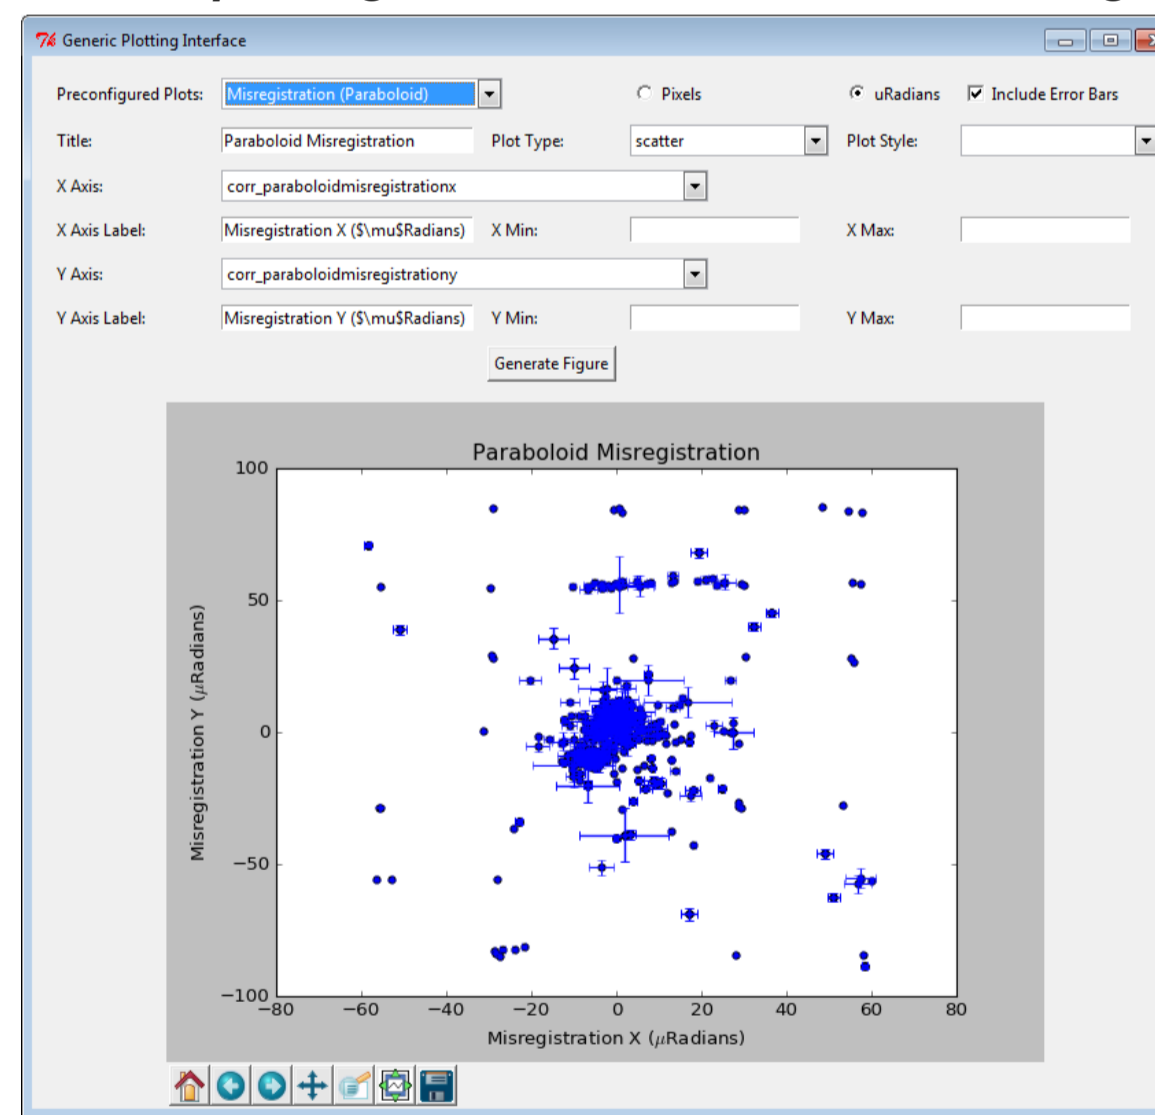 Generic Plotting Interface
Preconfigured Plots: Misregistration (Paraboloid) Pixels uRadians Include Error Bars
Title: Paraboloid Misregistration Plot Type: scatter Plot Style:
X Axis: corr_paraboloidmisregistrationx
X Axis Label: Misregistration X ($\mu$Radians) X Min: X Max:
Y Axis: corr_paraboloidmisregistrationy
Y Axis Label: Misregistration Y ($\mu$Radians) Y Min: Y Max:
Generate Figure
Paraboloid Misregistration
100
50
0
−50
−100
Misregistration Y (μRadians)
−80 −60 −40 −20 0 20 40 60 80
Misregistration X (μRadians)